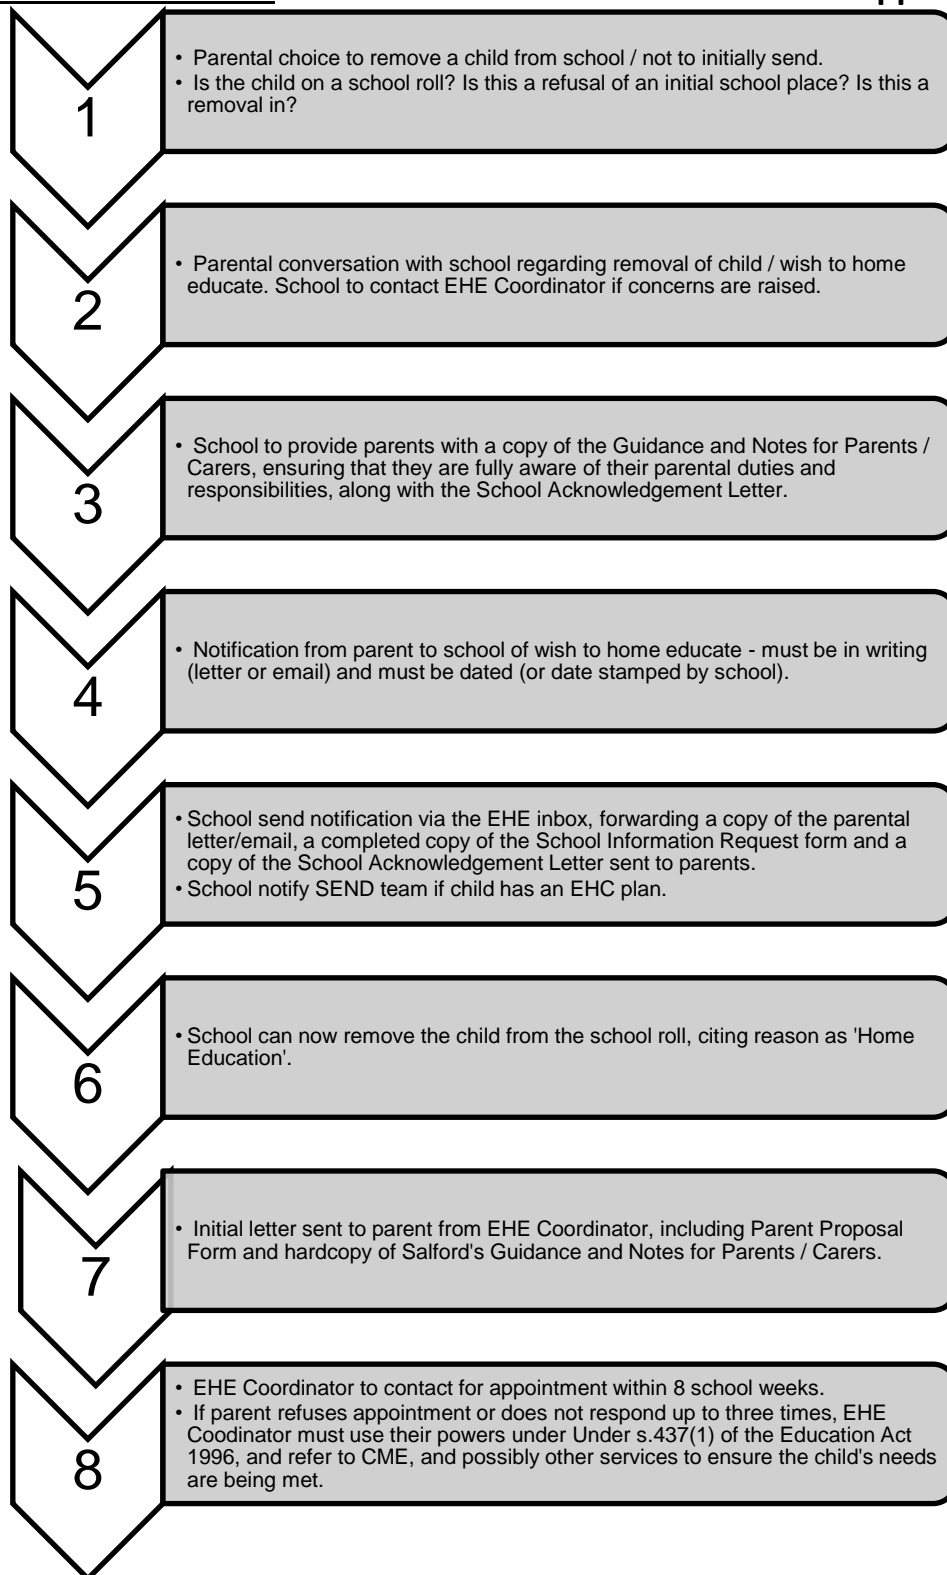 1
• Parental choice to remove a child from school / not to initially send.
• Is the child on a school roll? Is this a refusal of an initial school place? Is this a
removal in?
2
• Parental conversation with school regarding removal of child / wish to home
educate. School to contact EHE Coordinator if concerns are raised.
3
• School to provide parents with a copy of the Guidance and Notes for Parents /
Carers, ensuring that they are fully aware of their parental duties and
responsibilities, along with the School Acknowledgement Letter.
4
• Notification from parent to school of wish to home educate - must be in writing
(letter or email) and must be dated (or date stamped by school).
5
• School send notification via the EHE inbox, forwarding a copy of the parental
letter/email, a completed copy of the School Information Request form and a
copy of the School Acknowledgement Letter sent to parents.
• School notify SEND team if child has an EHC plan.
6
• School can now remove the child from the school roll, citing reason as 'Home
Education'.
7
• Initial letter sent to parent from EHE Coordinator, including Parent Proposal
Form and hardcopy of Salford's Guidance and Notes for Parents / Carers.
8
• EHE Coordinator to contact for appointment within 8 school weeks.
• If parent refuses appointment or does not respond up to three times, EHE
Coodinator must use their powers under Under s.437(1) of the Education Act
1996, and refer to CME, and possibly other services to ensure the child's needs
are being met.